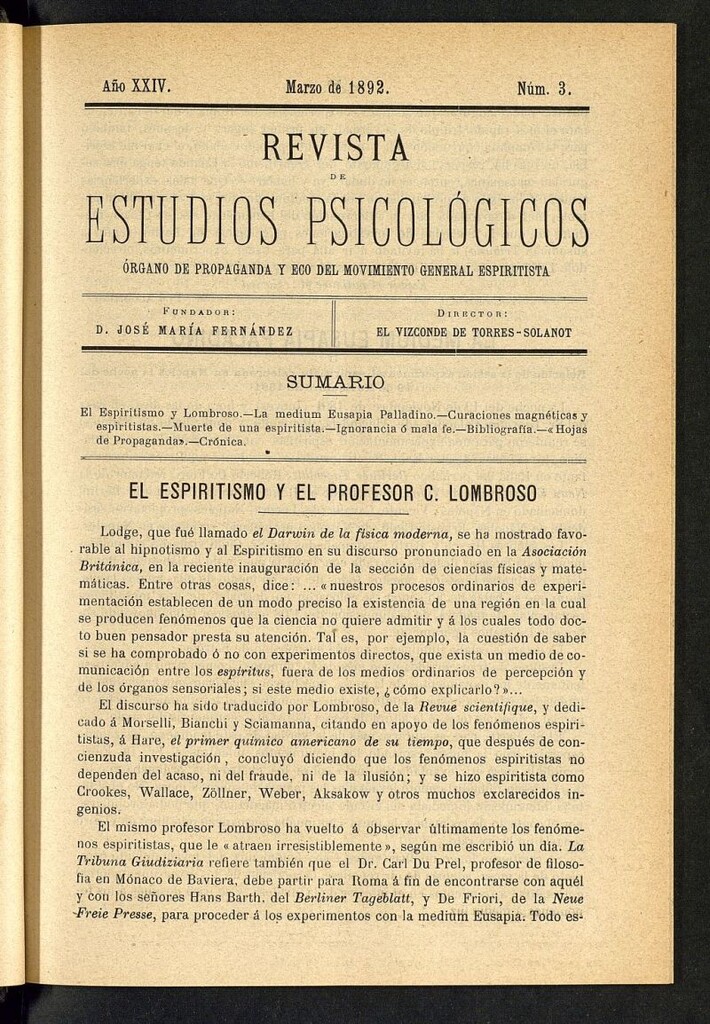 Año XXIV. Marzo de 1892. Núm. 3.
REVISTA
DE
ESTUDIOS PSICOLÓGICOS
ÓRGANO DE PROPAGANDA Y ECO DEL MOVIMIENTO GENERAL ESPIRITISTA
FUNDADOR:
D. JOSÉ MARÍA FERNÁNDEZ
DIRECTOR:
EL VIZCONDE DE TORRES-SOLANOT
SUMARIO
El Espiritismo y Lombroso.—La medium Eusapia Palladino.—Curaciones magnéticas y
espiritistas.—Muerte de una espiritista.—Ignorancia ó mala fe.—Bibliografía.—«Hojas
de Propaganda».—Crónica.
EL ESPIRITISMO Y EL PROFESOR C. LOMBROSO
Lodge, que fué llamado el Darwin de la física moderna, se ha mostrado favo-
rable al hipnotismo y al Espiritismo en su discurso pronunciado en la Asociación
Británica, en la reciente inauguración de la sección de ciencias físicas y mate-
máticas. Entre otras cosas, dice: ... «nuestros procesos ordinarios de experi-
mentación establecen de un modo preciso la existencia de una región en la cual
se producen fenómenos que la ciencia no quiere admitir y á los cuales todo doc-
to buen pensador presta su atención. Tal es, por ejemplo, la cuestión de saber
si se ha comprobado ó no con experimentos directos, que exista un medio de co-
municación entre los espíritus, fuera de los medios ordinarios de percepción y
de los órganos sensoriales; si este medio existe, ¿cómo explicarlo?»...
El discurso ha sido traducido por Lombroso, de la Revue scientifique, y dedi-
cado á Morselli, Bianchi y Sciamanna, citando en apoyo de los fenómenos espiri-
tistas, á Hare, el primer químico americano de su tiempo, que después de con-
cienzuda investigación, concluyó diciendo que los fenómenos espiritistas no
dependen del acaso, ni del fraude, ni de la ilusión; y se hizo espiritista como
Crookes, Wallace, Zöllner, Weber, Aksakow y otros muchos exclarecidos in-
genios.
El mismo profesor Lombroso ha vuelto á observar últimamente los fenóme-
nos espiritistas, que le «atraen irresistiblemente», según me escribió un día. La
Tribuna Giudiziaria refiere también que el Dr. Carl Du Prel, profesor de filoso-
fía en Mónaco de Baviera, debe partir para Roma á fin de encontrarse con aquél
y con los señores Hans Barth, del Berliner Tageblatt, y De Friori, de la Neue
Freie Presse, para proceder á los experimentos con la medium Eusapia. Todo es-